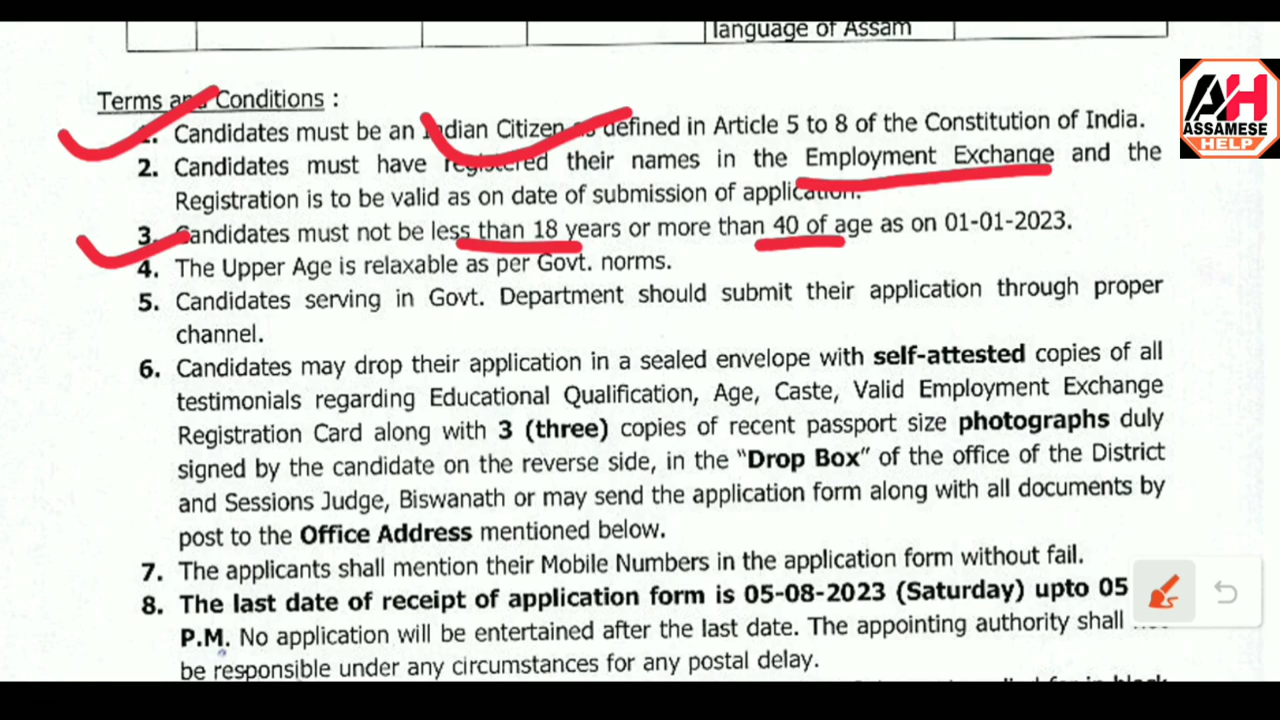 language of Assam
Terms and Conditions :
1. Candidates must be an Indian Citizen as defined in Article 5 to 8 of the Constitution of India.
2. Candidates must have registered their names in the Employment Exchange and the
Registration is to be valid as on date of submission of application.
3. Candidates must not be less than 18 years or more than 40 of age as on 01-01-2023.
4. The Upper Age is relaxable as per Govt. norms.
5. Candidates serving in Govt. Department should submit their application through proper
channel.
6. Candidates may drop their application in a sealed envelope with self-attested copies of all
testimonials regarding Educational Qualification, Age, Caste, Valid Employment Exchange
Registration Card along with 3 (three) copies of recent passport size photographs duly
signed by the candidate on the reverse side, in the "Drop Box" of the office of the District
and Sessions Judge, Biswanath or may send the application form along with all documents by
post to the Office Address mentioned below.
7. The applicants shall mention their Mobile Numbers in the application form without fail.
8. The last date of receipt of application form is 05-08-2023 (Saturday) upto 05
P.M. No application will be entertained after the last date. The appointing authority shall
be responsible under any circumstances for any postal delay.
AH
ASSAMESE
HELP